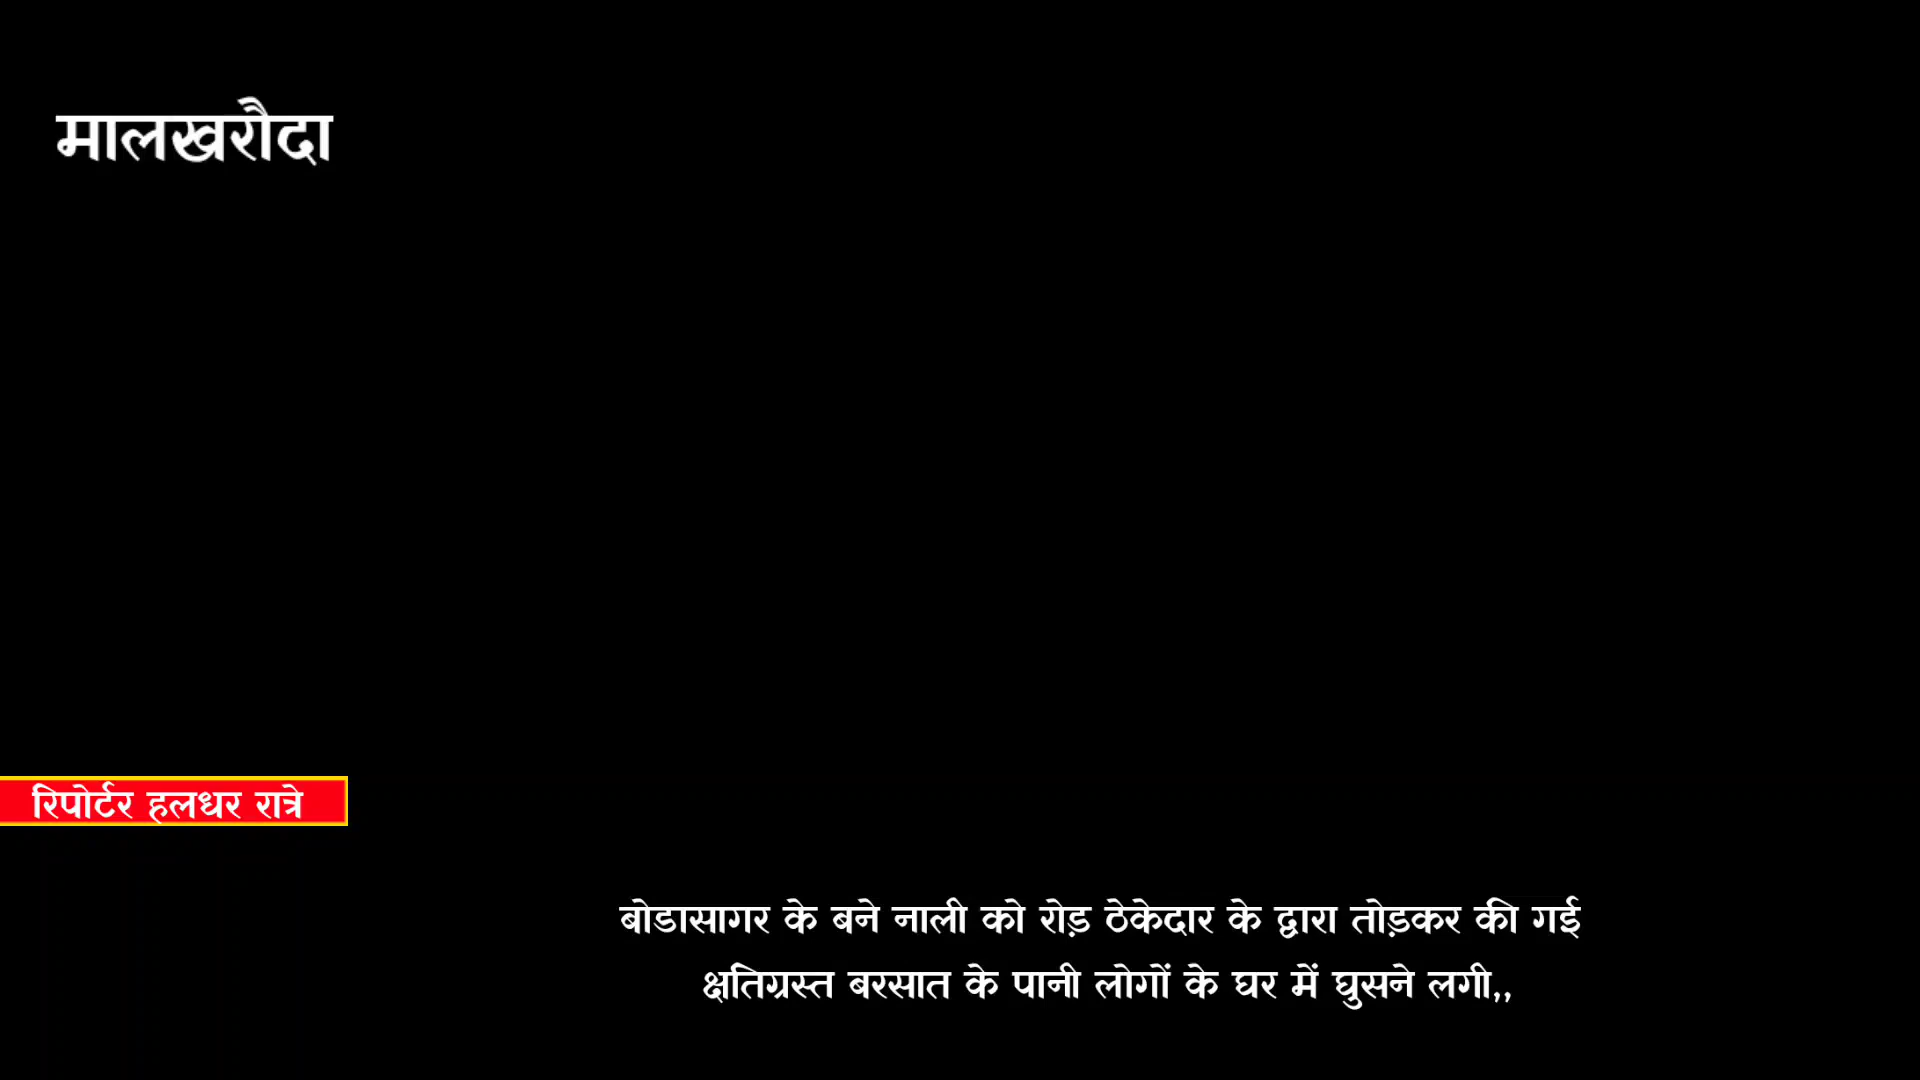 मालखरौदा
रिपोर्टर हलधर रात्रे
बोडासागर के बने नाली को रोड़ ठेकेदार के द्वारा तोड़कर की गई
क्षतिग्रस्त बरसात के पानी लोगों के घर में घुसने लगी,,